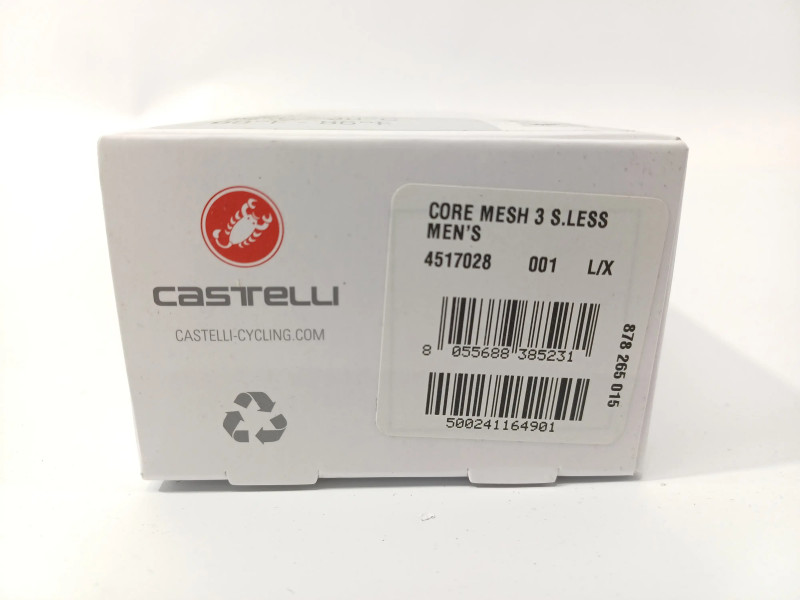 CASTELLI
CASTELLI-CYCLING.COM
CORE MESH 3 S.LESS
MEN'S
4517028 001 L/X
8 055688 385231
500241164901
878 265 015